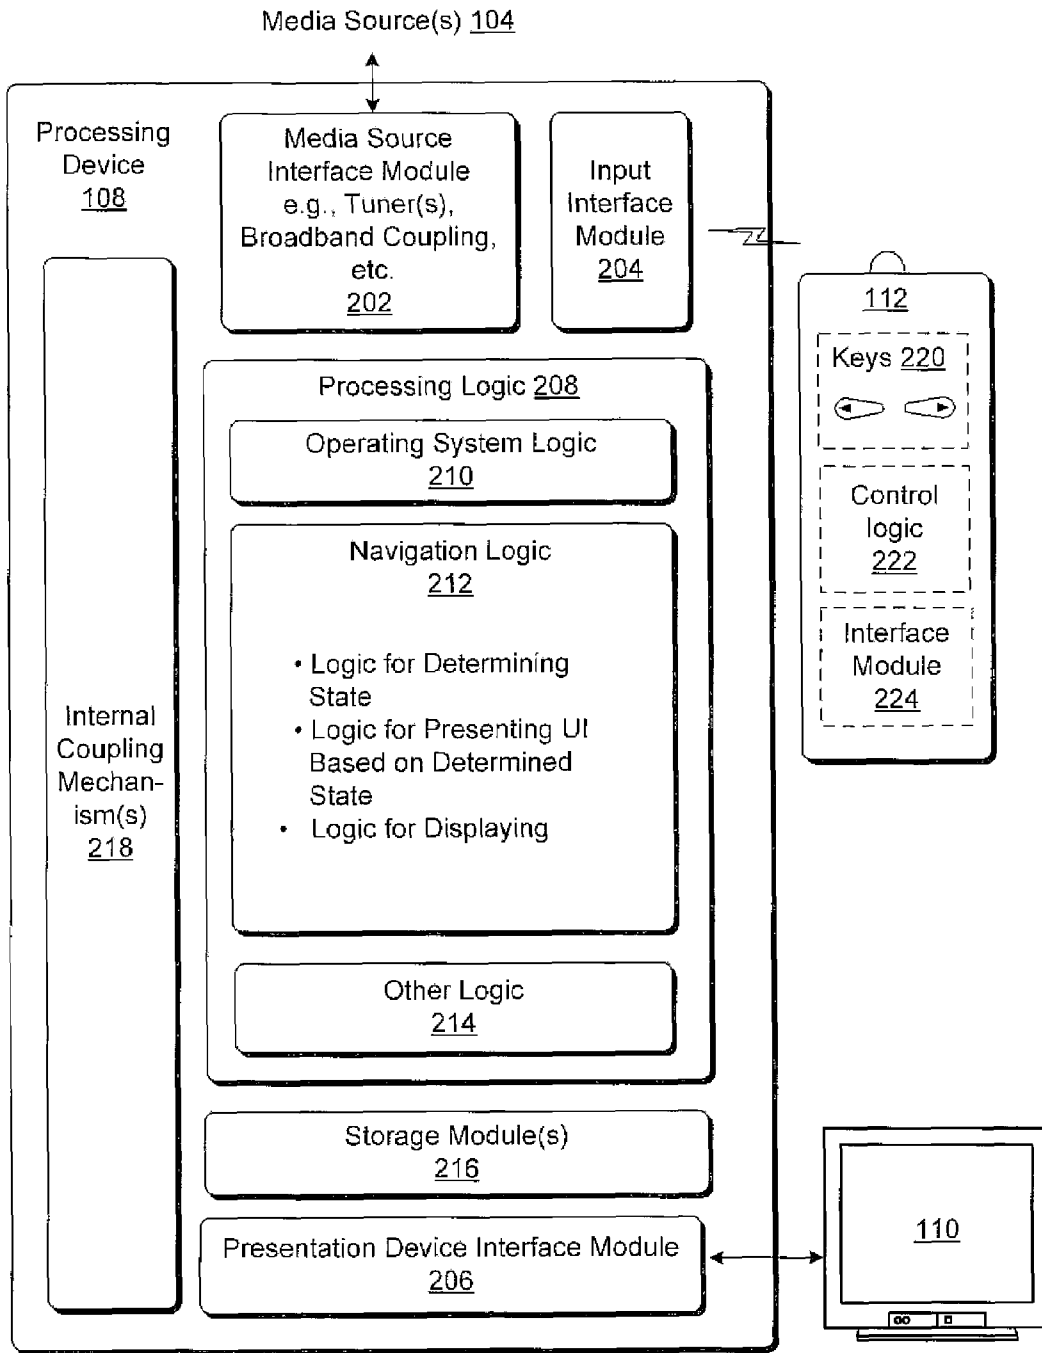 Media Source(s) 104
Processing
Device
108
Media Source
Interface Module
e.g., Tuner(s),
Broadband Coupling,
etc.
202
Input
Interface
Module
204
112
Keys 220
Control
logic
222
Interface
Module
224
Processing Logic 208
Operating System Logic
210
Navigation Logic
212
• Logic for Determining
State
• Logic for Presenting UI
Based on Determined
State
• Logic for Displaying
Other Logic
214
Internal
Coupling
Mechan-
ism(s)
218
Storage Module(s)
216
Presentation Device Interface Module
206
110